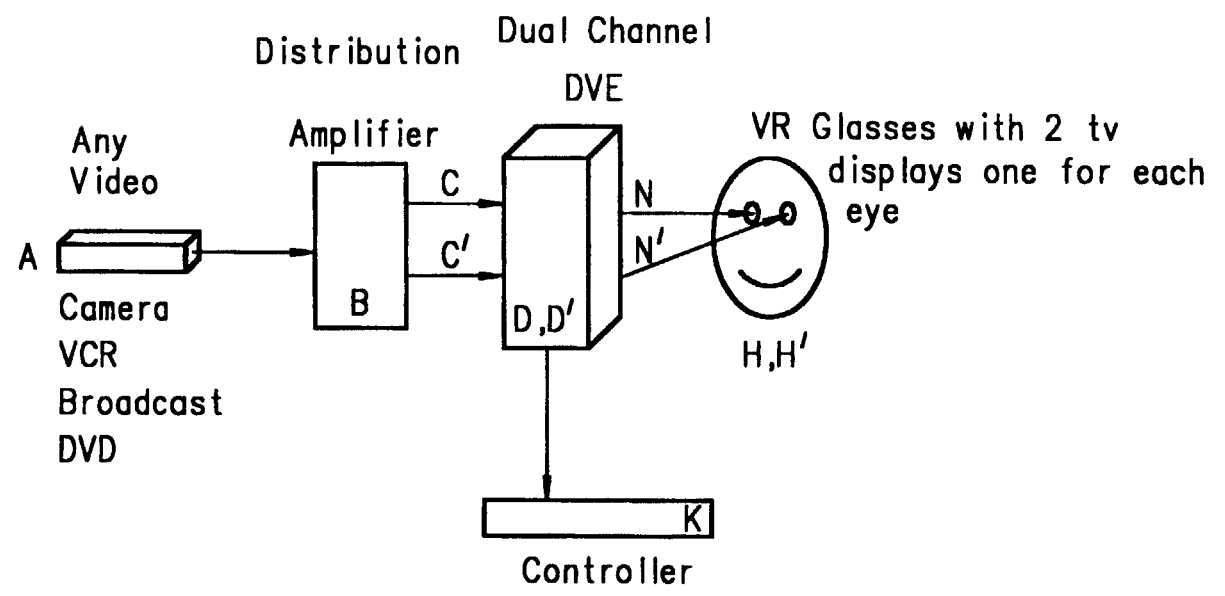 Any
Video
A
Camera
VCR
Broadcast
DVD
Distribution
Amplifier
B
C
C'
Dual Channel
DVE
D,D'
N
N'
VR Glasses with 2 tv
displays one for each
eye
H,H'
K
Controller